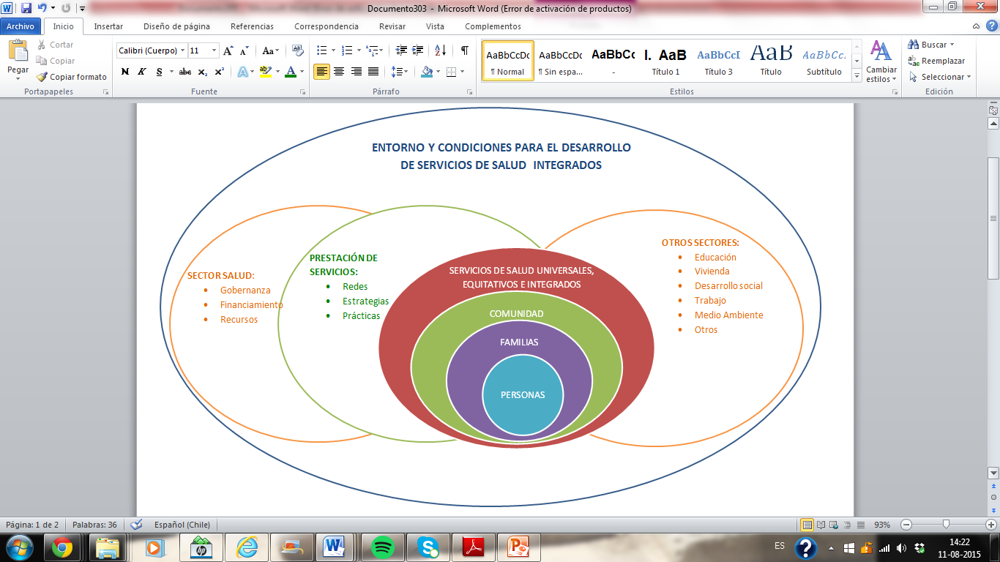 Documento303 - Microsoft Word (Error de activación de productos)
Archivo Inicio Insertar Diseño de página Referencias Correspondencia Revisar Vista Complementos
Pegar
Cortar
Copiar
Copiar formato
Portapapeles
Calibri (Cuerpo) 11
Fuente
Párrafo
AaBbCcDc AaBbCcDc AaBbCc I. AaB AaBbCcI AaB AaBbCc.
¶ Normal ¶ Sin espa... - Título 1 Título 3 Título Subtítulo
Estilos
Cambiar
estilos
Buscar
Reemplazar
Seleccionar
Edición
ENTORNO Y CONDICIONES PARA EL DESARROLLO
DE SERVICIOS DE SALUD INTEGRADOS
SECTOR SALUD:
• Gobernanza
• Financiamiento
• Recursos
PRESTACIÓN DE
SERVICIOS:
• Redes
• Estrategias
• Prácticas
SERVICIOS DE SALUD UNIVERSALES,
EQUITATIVOS E INTEGRADOS
COMUNIDAD
FAMILIAS
PERSONAS
OTROS SECTORES:
• Educación
• Vivienda
• Desarrollo social
• Trabajo
• Medio Ambiente
• Otros
Página: 1 de 2 Palabras: 36 Español (Chile) 93%
ES 14:22
11-08-2015